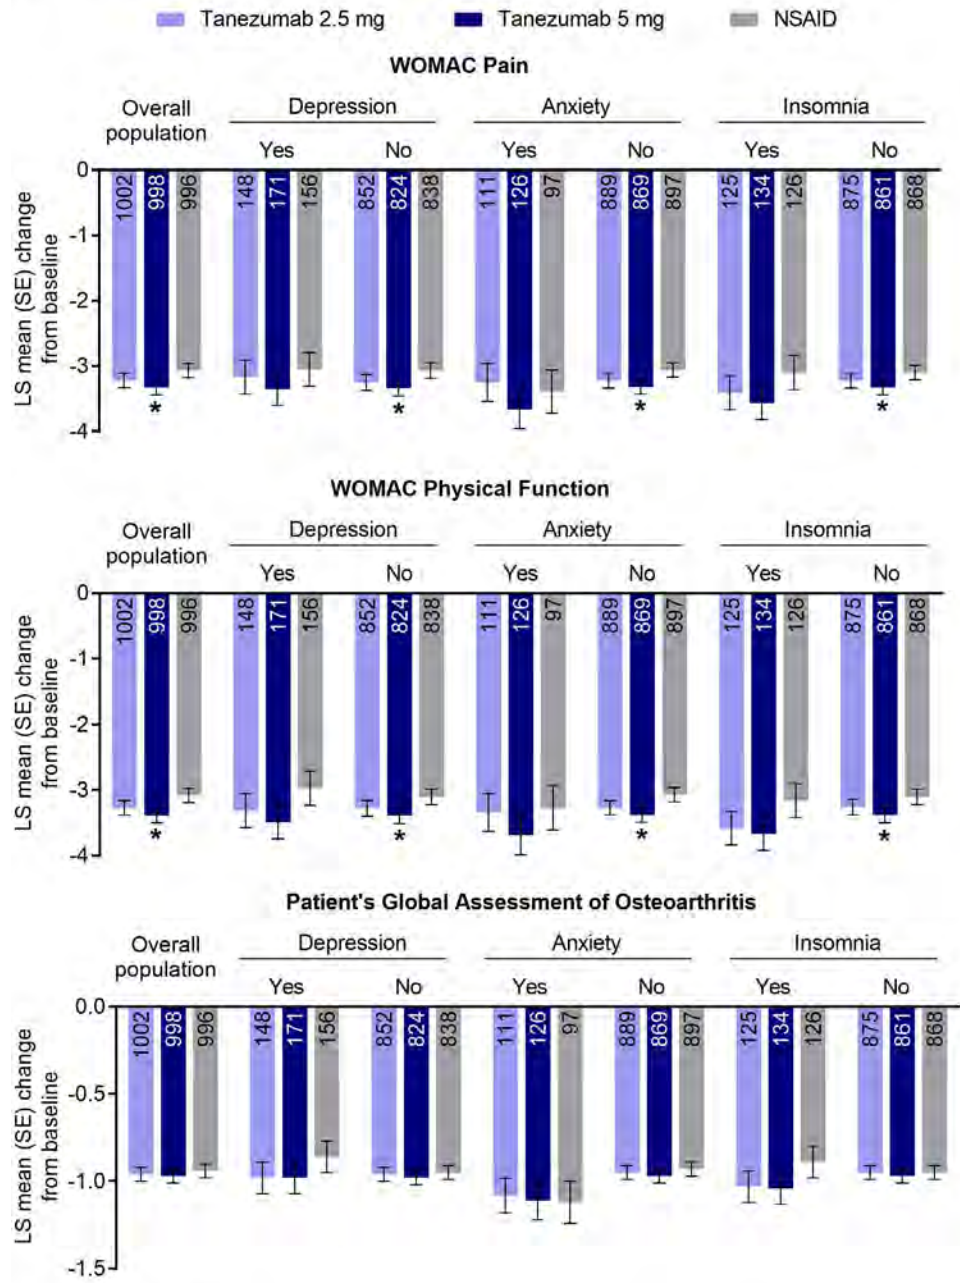 Tanezumab 2.5 mg Tanezumab 5 mg NSAID
WOMAC Pain
Overall population Depression Anxiety Insomnia
Yes No Yes No Yes No
LS mean (SE) change from baseline
0
-1
-2
-3
-4
1002 998 996 148 171 156 852 824 838 111 126 97 889 869 897 125 134 126 875 861 868
* * * *
WOMAC Physical Function
Overall population Depression Anxiety Insomnia
Yes No Yes No Yes No
LS mean (SE) change from baseline
0
-1
-2
-3
-4
1002 998 996 148 171 156 852 824 838 111 126 97 889 869 897 125 134 126 875 861 868
* * * *
Patient's Global Assessment of Osteoarthritis
Overall population Depression Anxiety Insomnia
Yes No Yes No Yes No
LS mean (SE) change from baseline
0.0
-0.5
-1.0
-1.5
1002 998 996 148 171 156 852 824 838 111 126 97 889 869 897 125 134 126 875 861 868